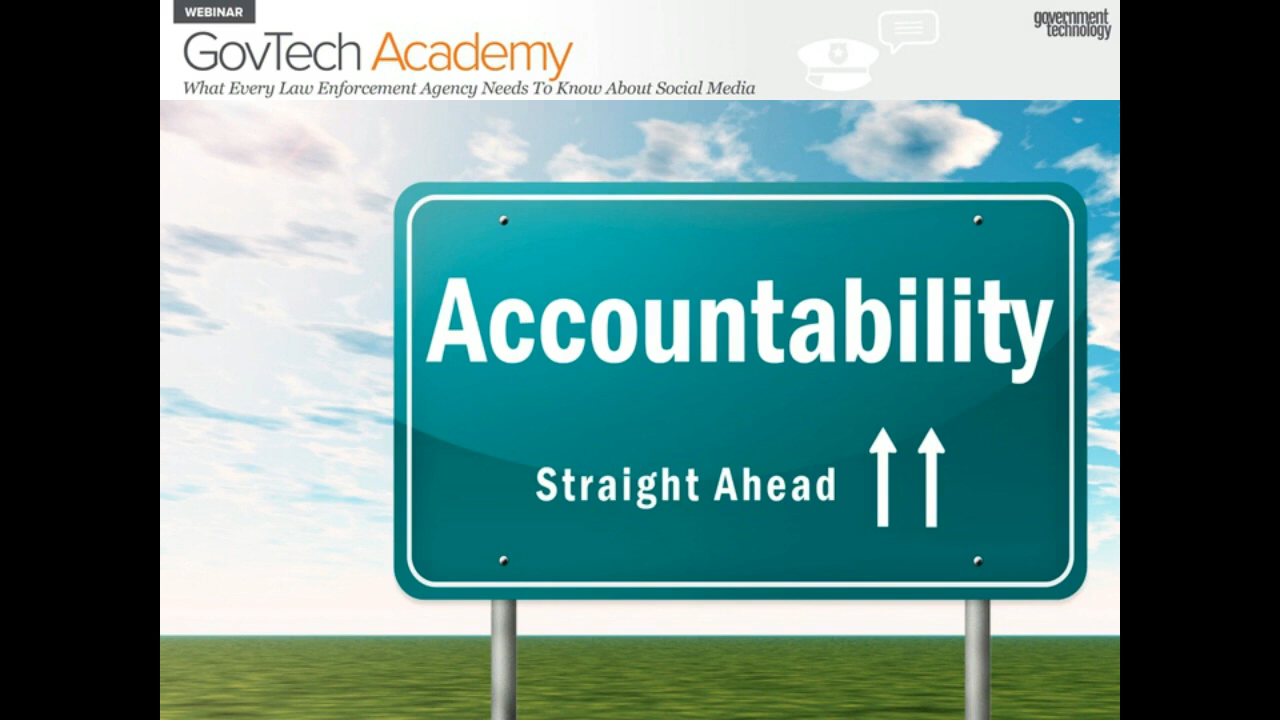 WEBINAR
GovTech Academy
What Every Law Enforcement Agency Needs To Know About Social Media
government
technology
Accountability
Straight Ahead